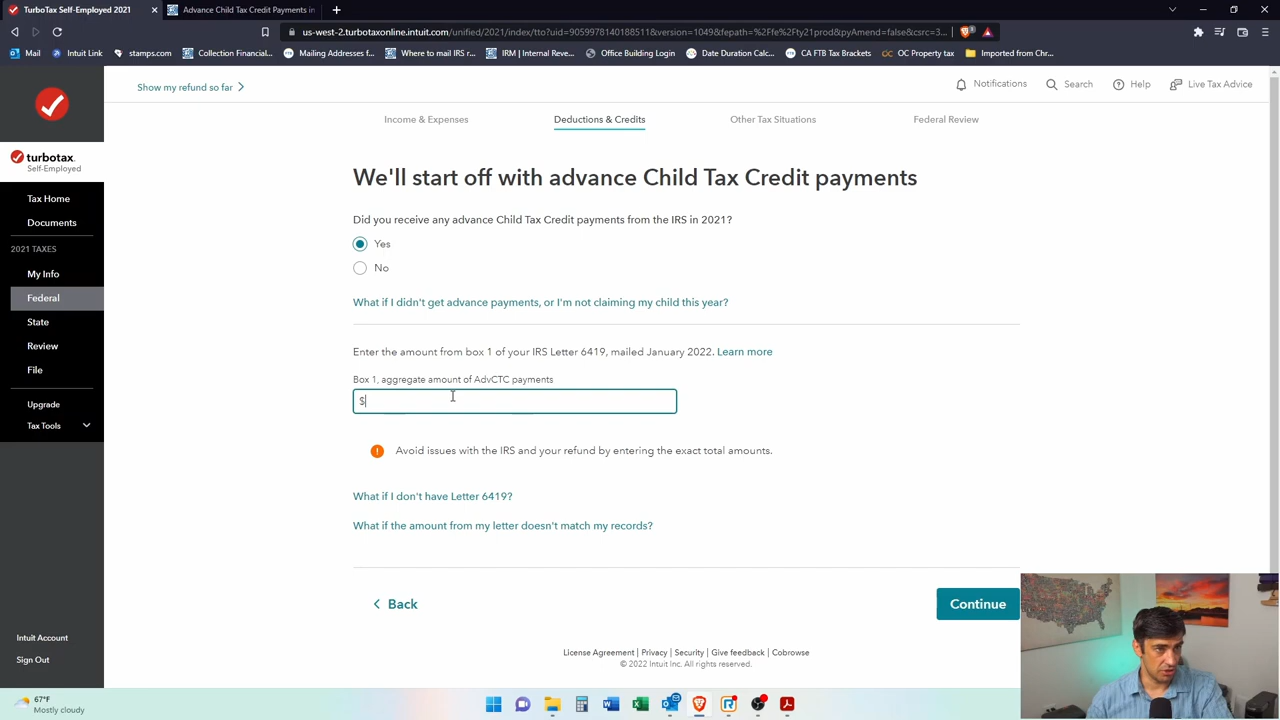 TurboTax Self-Employed 2021
Advance Child Tax Credit Payments in
us-west-2.turbotaxonline.intuit.com/unified/2021/index/tto?uid=9059978140188511&version=1049&fepath=%2Ffe%2Fty21prod&pyAmend=false&csrc=3...
Mail
Intuit Link
stamps.com
Collection Financial...
Mailing Addresses f...
Where to mail IRS r...
IRM | Internal Reve...
Office Building Login
Date Duration Calc...
CA FTB Tax Brackets
OC Property tax
Imported from Chr...
Show my refund so far
Notifications
Search
Help
Live Tax Advice
Income & Expenses
Deductions & Credits
Other Tax Situations
Federal Review
turbotax
Self-Employed
Tax Home
Documents
2021 TAXES
My Info
Federal
State
Review
File
Upgrade
Tax Tools
Intuit Account
Sign Out
We'll start off with advance Child Tax Credit payments
Did you receive any advance Child Tax Credit payments from the IRS in 2021?
Yes
No
What if I didn't get advance payments, or I'm not claiming my child this year?
Enter the amount from box 1 of your IRS Letter 6419, mailed January 2022. Learn more
Box 1, aggregate amount of AdvCTC payments
$
Avoid issues with the IRS and your refund by entering the exact total amounts.
What if I don't have Letter 6419?
What if the amount from my letter doesn't match my records?
Back
Continue
License Agreement | Privacy | Security | Give feedback | Cobrowse
© 2022 Intuit Inc. All rights reserved.
67°F
Mostly cloudy